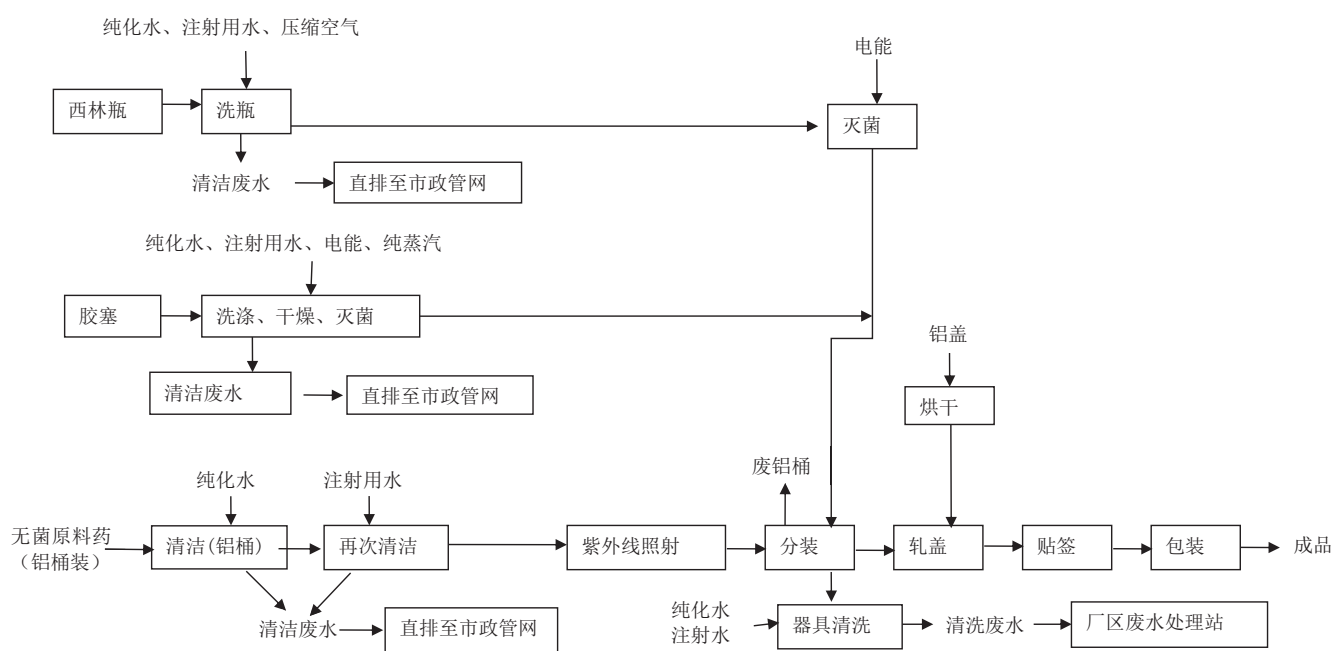 纯化水、注射用水、压缩空气
电能
西林瓶
洗瓶
灭菌
清洁废水
直排至市政管网
纯化水、注射用水、电能、纯蒸汽
胶塞
洗涤、干燥、灭菌
铝盖
清洁废水
直排至市政管网
烘干
纯化水
注射用水
废铝桶
无菌原料药
（铝桶装）
清洁(铝桶)
再次清洁
紫外线照射
分装
轧盖
贴签
包装
成品
清洁废水
直排至市政管网
纯化水
注射水
器具清洗
清洗废水
厂区废水处理站